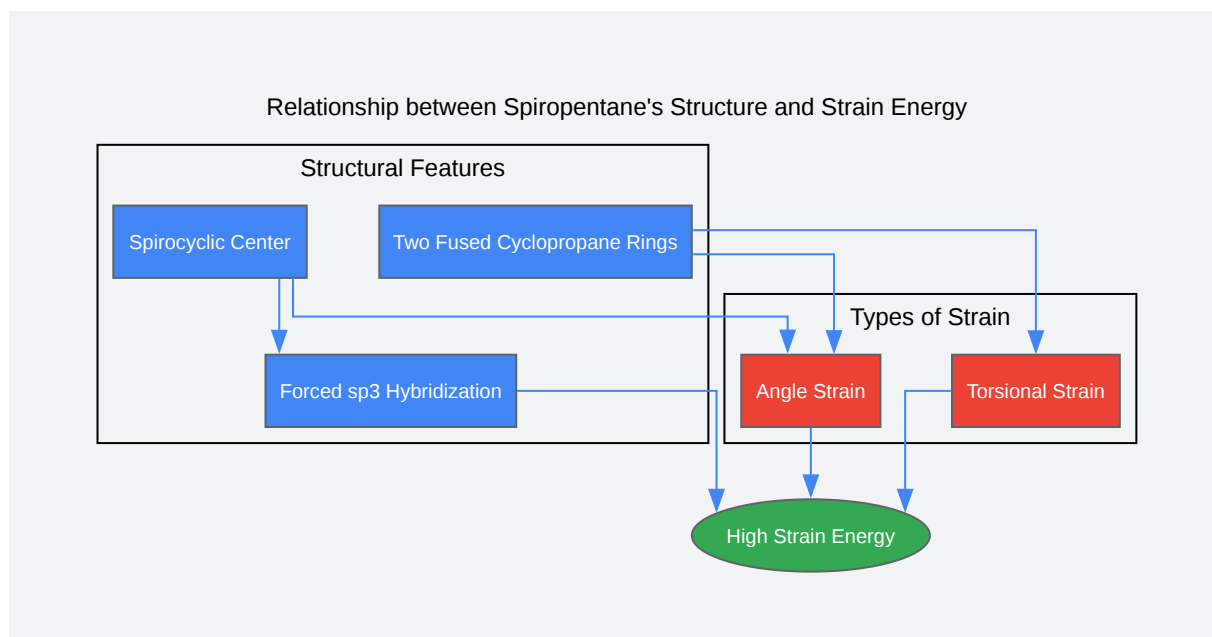 Relationship between Spiropentane's Structure and Strain Energy
Structural Features
Spirocyclic Center
Two Fused Cyclopropane Rings
Types of Strain
Forced sp3 Hybridization
Angle Strain
Torsional Strain
High Strain Energy